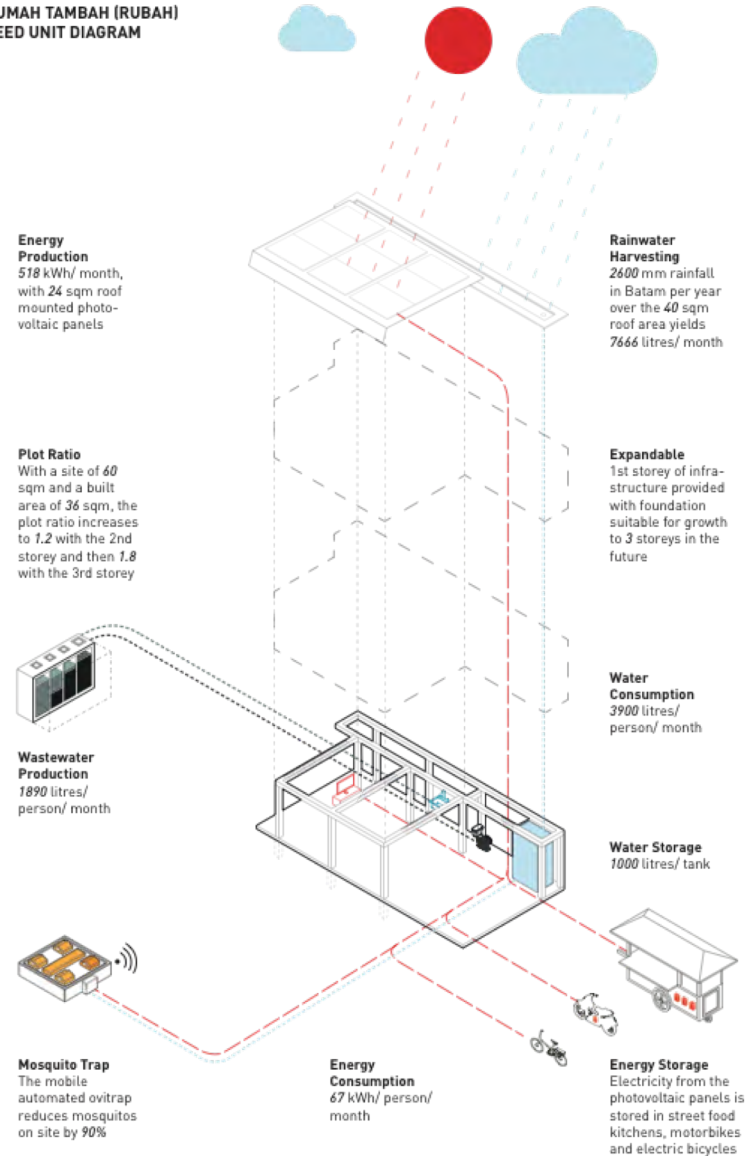 UMAH TAMBAH (RUBAH)
EED UNIT DIAGRAM
Energy
Production
518 kWh/ month,
with 24 sqm roof
mounted photo-
voltaic panels
Rainwater
Harvesting
2600 mm rainfall
in Batam per year
over the 40 sqm
roof area yields
7666 litres/ month
Plot Ratio
With a site of 60
sqm and a built
area of 36 sqm, the
plot ratio increases
to 1.2 with the 2nd
storey and then 1.8
with the 3rd storey
Expandable
1st storey of infra-
structure provided
with foundation
suitable for growth
to 3 storeys in the
future
Water
Consumption
3900 litres/
person/ month
Wastewater
Production
1890 litres/
person/ month
Water Storage
1000 litres/ tank
Mosquito Trap
The mobile
automated ovitrap
reduces mosquitos
on site by 90%
Energy
Consumption
67 kWh/ person/
month
Energy Storage
Electricity from the
photovoltaic panels is
stored in street food
kitchens, motorbikes
and electric bicycles